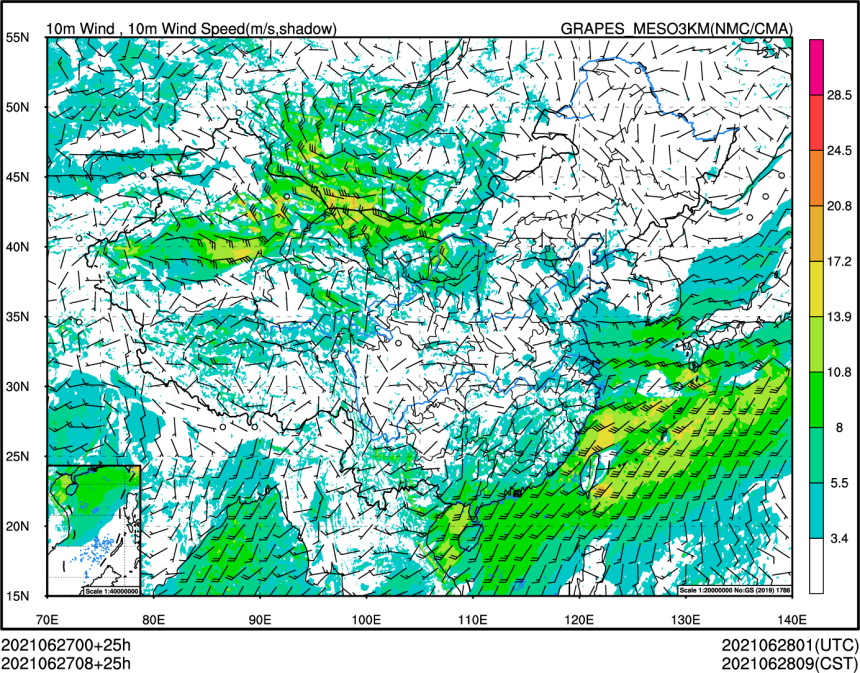 10m Wind , 10m Wind Speed(m/s,shadow)
GRAPES_MESO3KM(NMC/CMA)
55N
50N
45N
40N
35N
30N
25N
20N
15N
70E
80E
90E
100E
110E
120E
130E
140E
28.5
24.5
20.8
17.2
13.9
10.8
8
5.5
3.4
Scale 1:40000000
Scale 1:20000000 No:GS (2019) 1786
2021062700+25h
2021062801(UTC)
2021062708+25h
2021062809(CST)